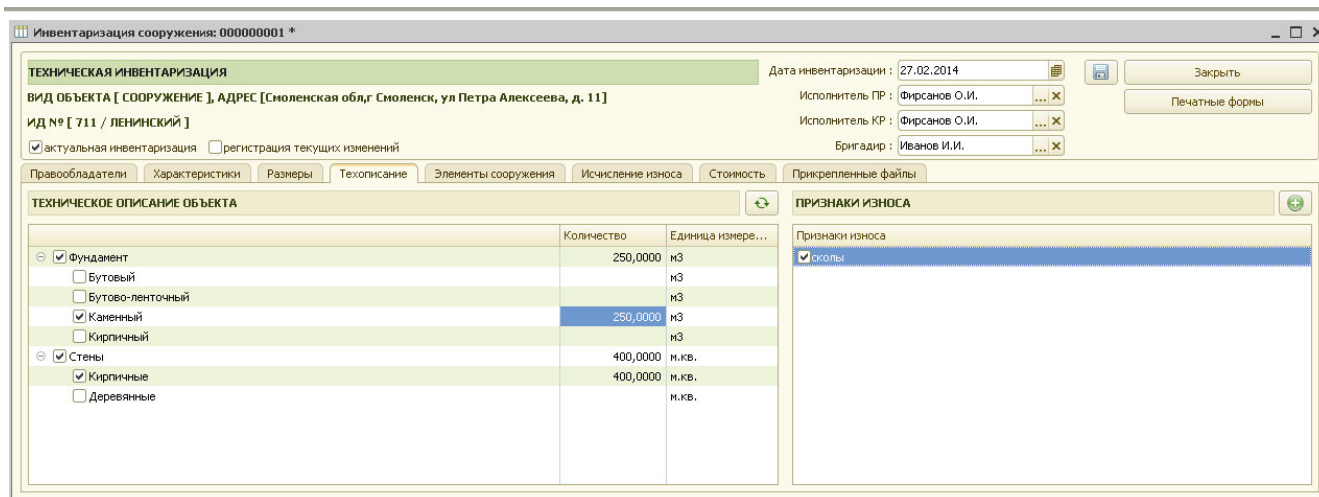 Инвентаризация сооружения: 000000001 *
ТЕХНИЧЕСКАЯ ИНВЕНТАРИЗАЦИЯ
ВИД ОБЪЕКТА [ СООРУЖЕНИЕ ], АДРЕС [Смоленская обл,г Смоленск, ул Петра Алексеева, д. 11]
ИД № [ 711 / ЛЕНИНСКИЙ ]
актуальная инвентаризация регистрация текущих изменений
Дата инвентаризации : 27.02.2014
Исполнитель ПР : Фирсанов О.И. ...
Исполнитель КР : Фирсанов О.И. ...
Бригадир : Иванов И.И. ...
Закрыть
Печатные формы
Правообладатели Характеристики Размеры Техописание Элементы сооружения Исчисление износа Стоимость Прикрепленные файлы
ТЕХНИЧЕСКОЕ ОПИСАНИЕ ОБЪЕКТА
Количество Единица измере...
Фундамент 250,0000 м3
Бутовый м3
Бутово-ленточный м3
Каменный 250,0000 м3
Кирпичный м3
Стены 400,0000 м.кв.
Кирпичные 400,0000 м.кв.
Деревянные м.кв.
ПРИЗНАКИ ИЗНОСА
Признаки износа
сколы